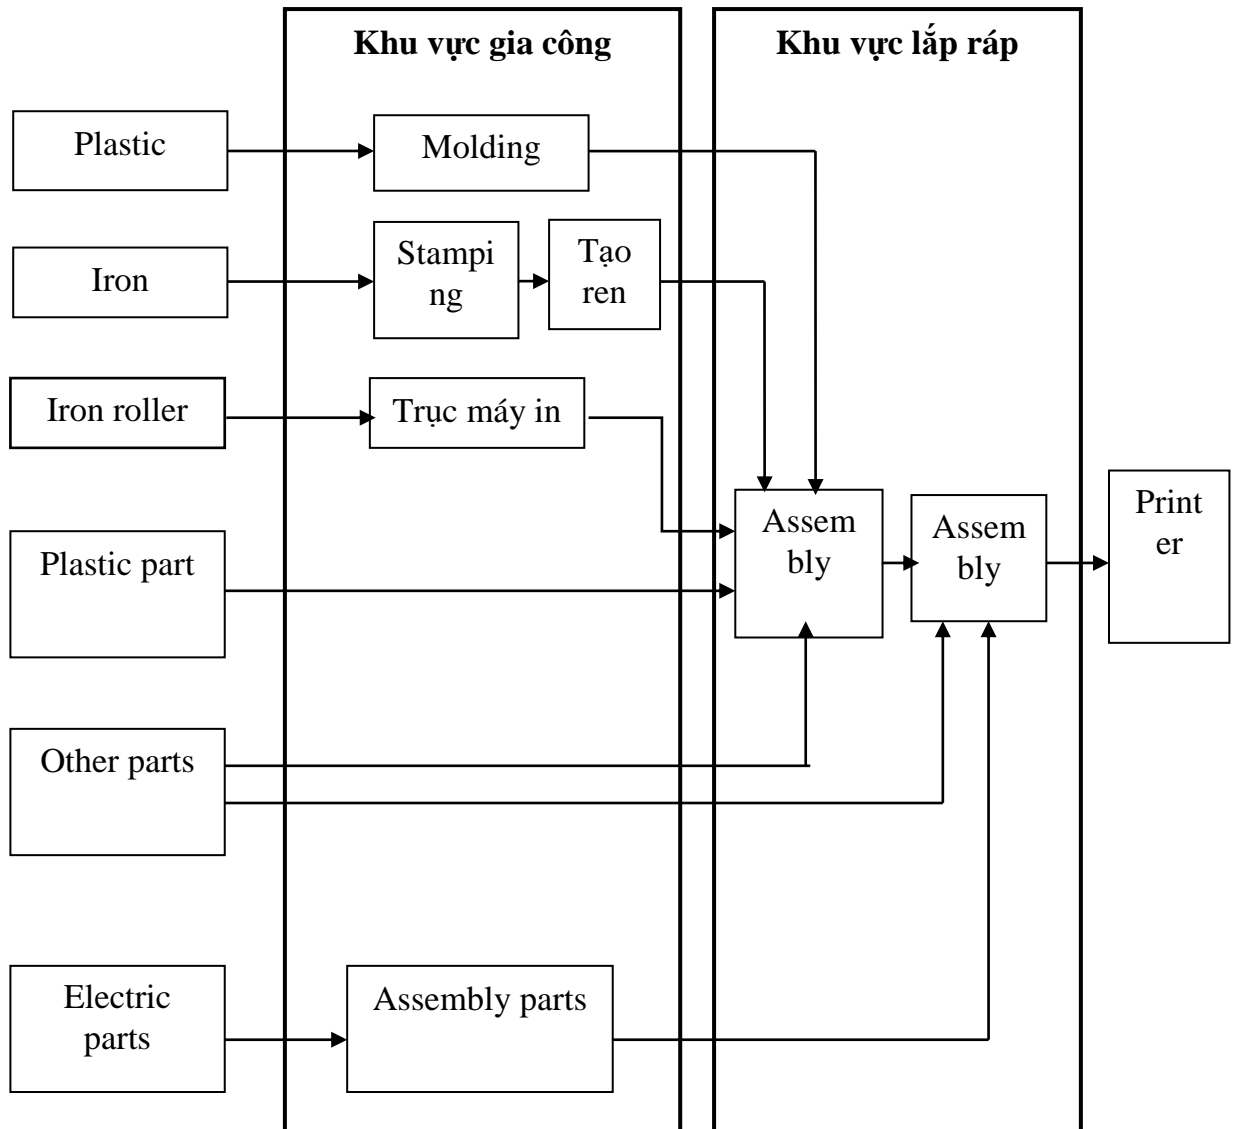 Khu vực gia công
Khu vực lắp ráp
Plastic
Molding
Iron
Stampi
ng
Tạo
ren
Iron roller
Trục máy in
Plastic part
Assem
bly
Assem
bly
Print
er
Other parts
Electric
parts
Assembly parts